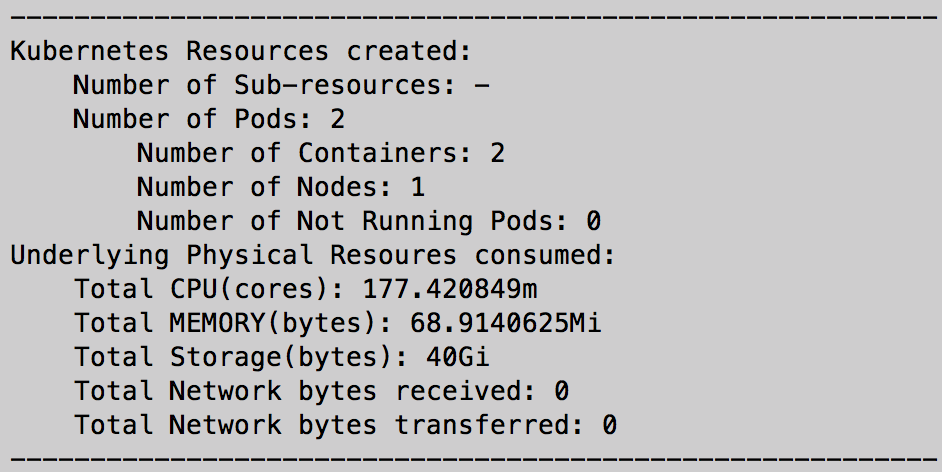 ---------------------------------------------------------- 
Kubernetes Resources created:
    Number of Sub-resources: -
    Number of Pods: 2
        Number of Containers: 2
        Number of Nodes: 1
        Number of Not Running Pods: 0
Underlying Physical Resoures consumed:
    Total CPU(cores): 177.420849m
    Total MEMORY(bytes): 68.9140625Mi
    Total Storage(bytes): 40Gi
    Total Network bytes received: 0
    Total Network bytes transferred: 0
----------------------------------------------------------